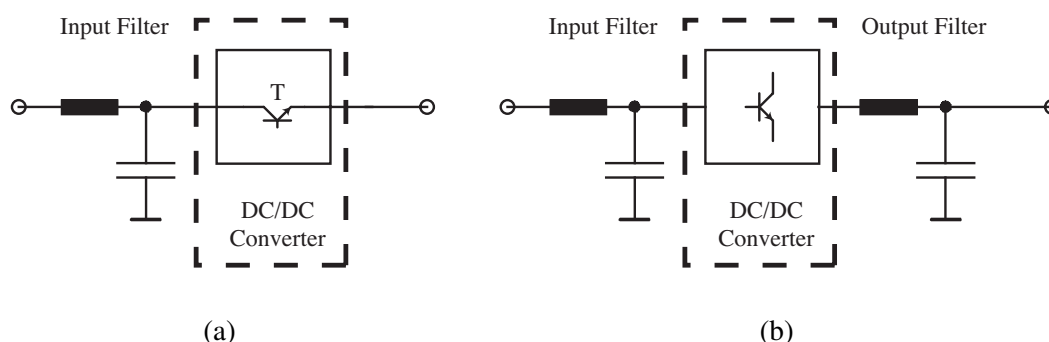 Input Filter
T
DC/DC
Converter
(a)
Input Filter
Output Filter
DC/DC
Converter
(b)